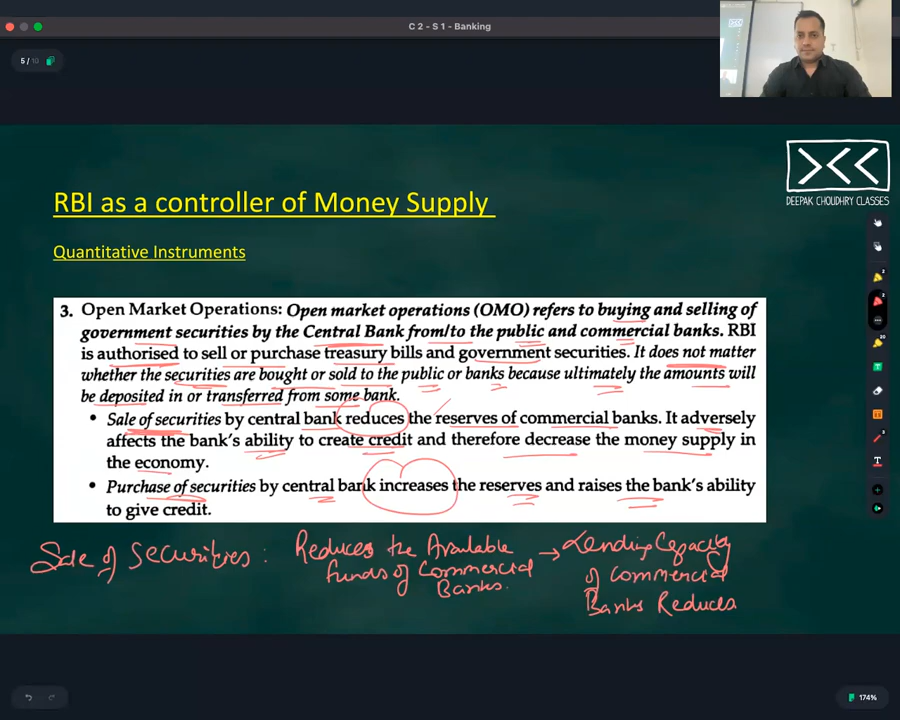 C 2 - S 1 - Banking
5 / 10
DEEPAK CHOUDHRY CLASSES
RBI as a controller of Money Supply
Quantitative Instruments
3. Open Market Operations: Open market operations (OMO) refers to buying and selling of
government securities by the Central Bank from/to the public and commercial banks. RBI
is authorised to sell or purchase treasury bills and government securities. It does not matter
whether the securities are bought or sold to the public or banks because ultimately the amounts will
be deposited in or transferred from some bank.
• Sale of securities by central bank reduces the reserves of commercial banks. It adversely
affects the bank's ability to create credit and therefore decrease the money supply in
the economy.
• Purchase of securities by central bank increases the reserves and raises the bank's ability
to give credit.
Sale of Securities : Reduces the Available → Lending Capacity
funds of Commercial of Commercial
Banks. Banks Reduces
174%